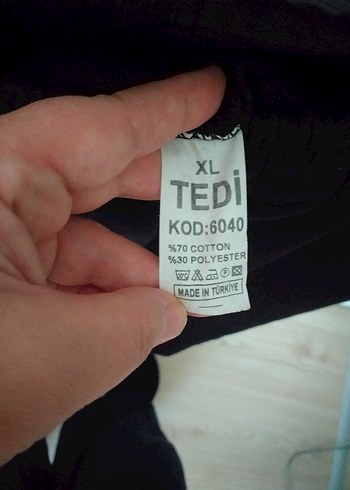 XL
TEDİ
KOD:6040
%70 COTTON
%30 POLYESTER
MADE IN TÜRKİYE